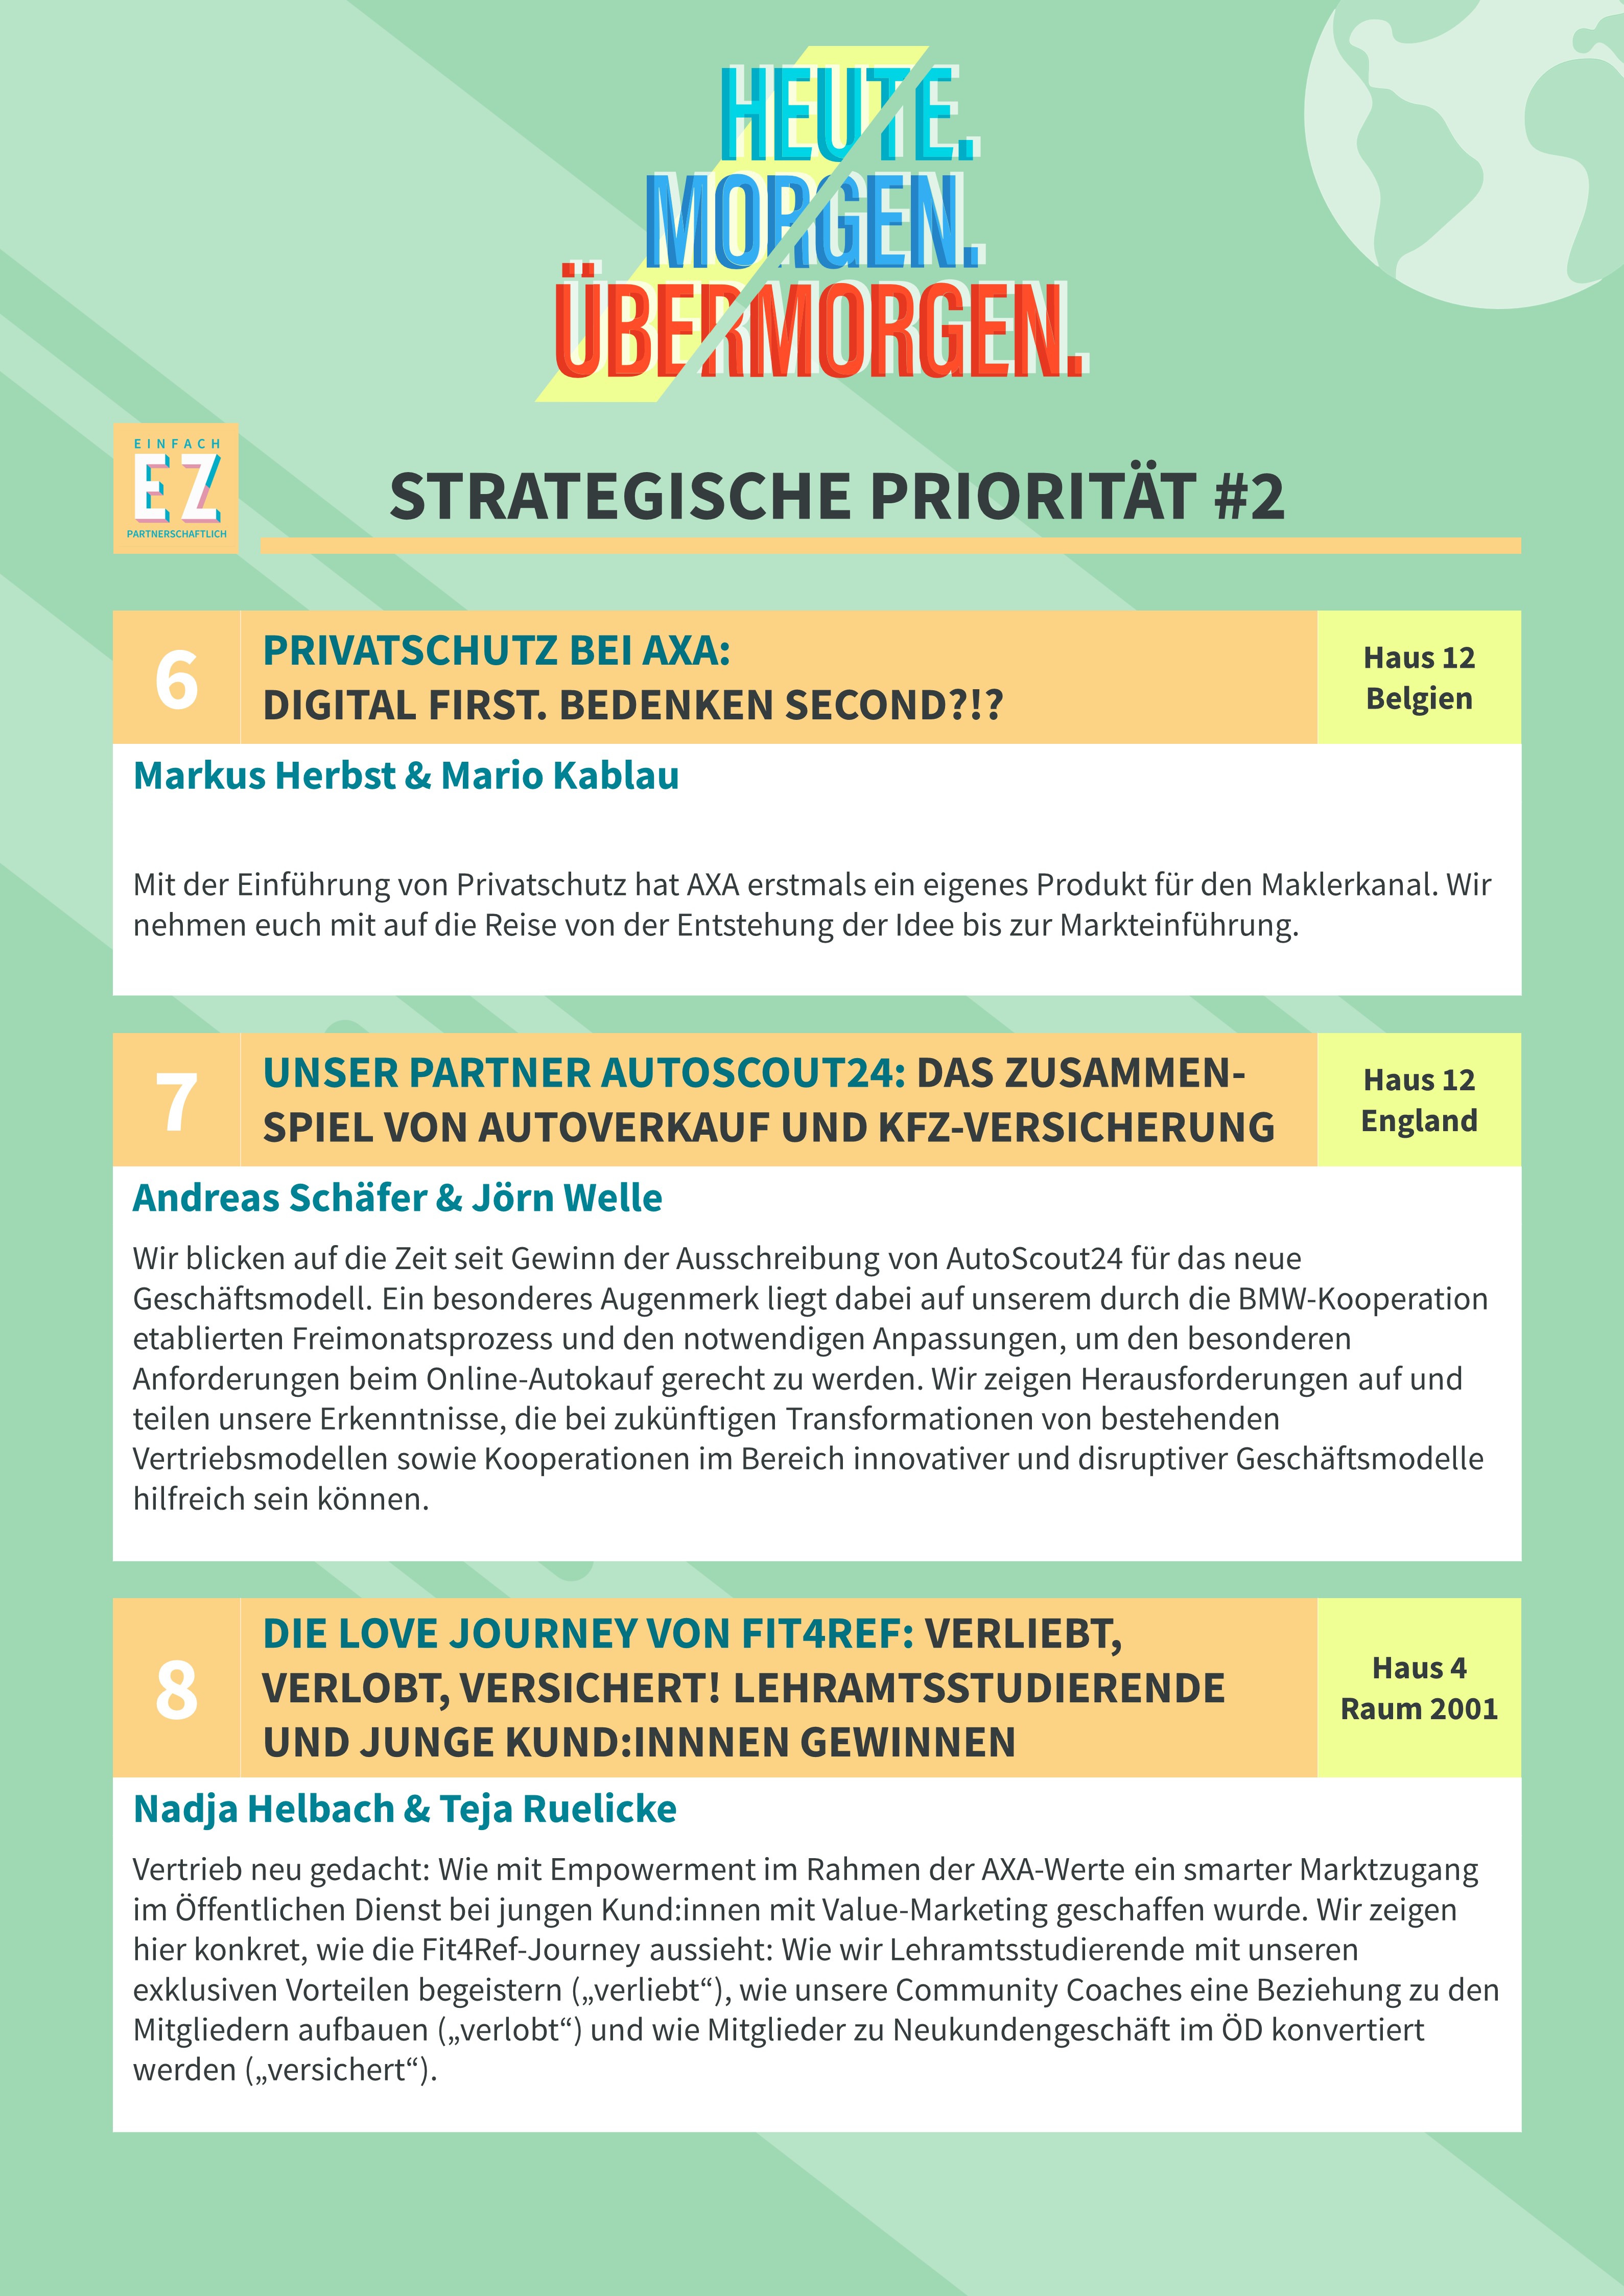 HEUTE.
MORGEN.
ÜBERMORGEN.
EINFACH
EZ
PARTNERSCHAFTLICH
STRATEGISCHE PRIORITÄT #2
6
PRIVATSCHUTZ BEI AXA:
DIGITAL FIRST. BEDENKEN SECOND?!?
Haus 12
Belgien
Markus Herbst & Mario Kablau
Mit der Einführung von Privatschutz hat AXA erstmals ein eigenes Produkt für den Maklerkanal. Wir
nehmen euch mit auf die Reise von der Entstehung der Idee bis zur Markteinführung.
7
UNSER PARTNER AUTOSCOUT24: DAS ZUSAMMEN-
SPIEL VON AUTOVERKAUF UND KFZ-VERSICHERUNG
Haus 12
England
Andreas Schäfer & Jörn Welle
Wir blicken auf die Zeit seit Gewinn der Ausschreibung von AutoScout24 für das neue
Geschäftsmodell. Ein besonderes Augenmerk liegt dabei auf unserem durch die BMW-Kooperation
etablierten Freimonatsprozess und den notwendigen Anpassungen, um den besonderen
Anforderungen beim Online-Autokauf gerecht zu werden. Wir zeigen Herausforderungen auf und
teilen unsere Erkenntnisse, die bei zukünftigen Transformationen von bestehenden
Vertriebsmodellen sowie Kooperationen im Bereich innovativer und disruptiver Geschäftsmodelle
hilfreich sein können.
8
DIE LOVE JOURNEY VON FIT4REF: VERLIEBT,
VERLOBT, VERSICHERT! LEHRAMTSSTUDIERENDE
UND JUNGE KUND:INNNEN GEWINNEN
Haus 4
Raum 2001
Nadja Helbach & Teja Ruelicke
Vertrieb neu gedacht: Wie mit Empowerment im Rahmen der AXA-Werte ein smarter Marktzugang
im Öffentlichen Dienst bei jungen Kund:innen mit Value-Marketing geschaffen wurde. Wir zeigen
hier konkret, wie die Fit4Ref-Journey aussieht: Wie wir Lehramtsstudierende mit unseren
exklusiven Vorteilen begeistern („verliebt“), wie unsere Community Coaches eine Beziehung zu den
Mitgliedern aufbauen („verlobt“) und wie Mitglieder zu Neukundengeschäft im ÖD konvertiert
werden („versichert“).